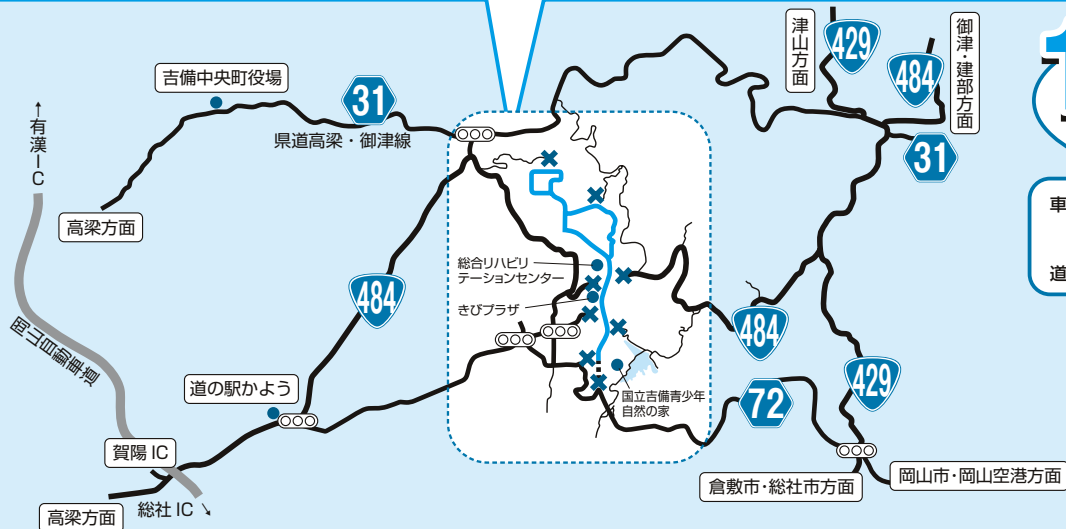 津山方面
429
484
御津・建部方面
吉備中央町役場
31
県道高梁・御津線
31
←有漢IC
高梁方面
車
道
総合リハビリ
テーションセンター
きびプラザ
484
484
岡山自動車道
道の駅かよう
国立吉備青少年
自然の家
72
429
賀陽IC
倉敷市・総社市方面
岡山市・岡山空港方面
高梁方面
総社IC↘